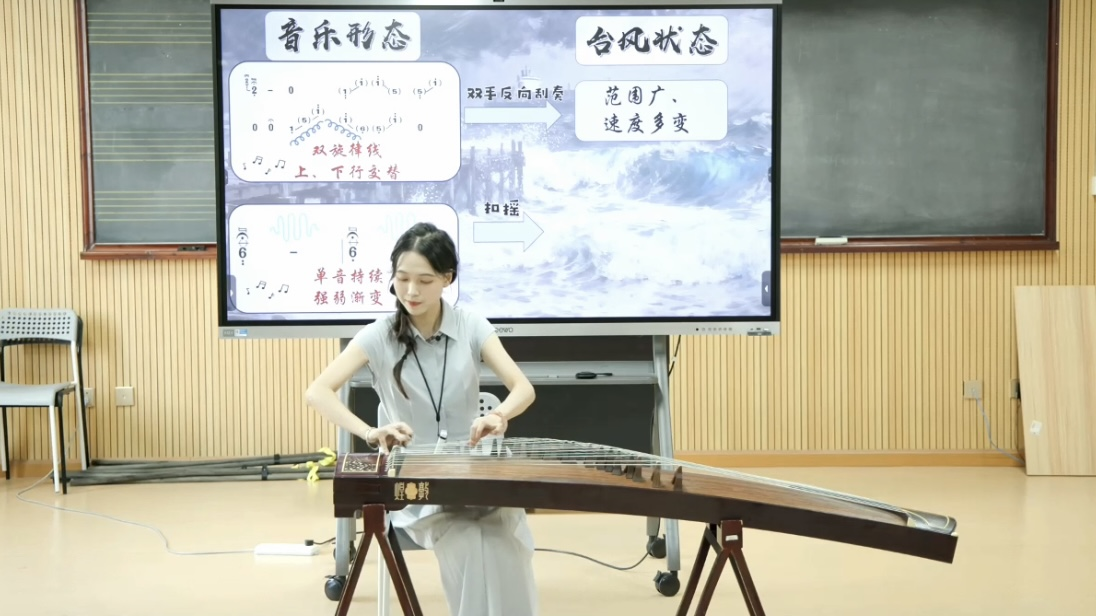 音乐形态
台风状态
双手反向刮奏
范围广、
速度多变
双旋律线
上、下行交替
扣摇
单音持续
强弱渐变
敦煌